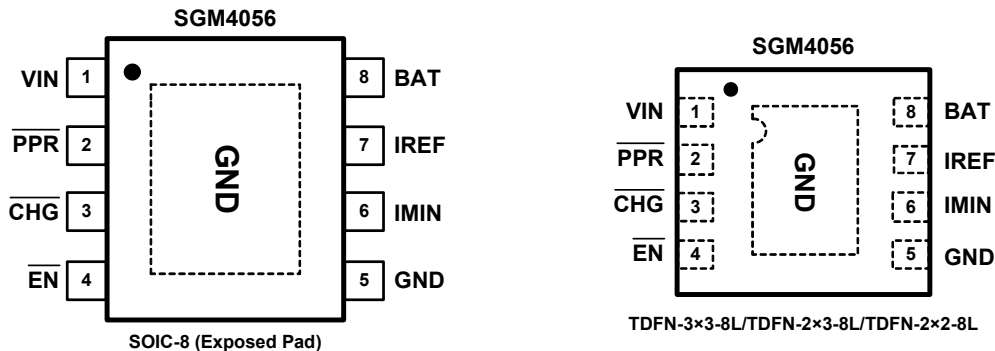 SGM4056
VIN 1 8 BAT
PPR 2 7 IREF
CHG 3 6 IMIN
EN 4 5 GND
GND
SOIC-8 (Exposed Pad)
SGM4056
VIN 1 8 BAT
PPR 2 7 IREF
CHG 3 6 IMIN
EN 4 5 GND
GND
TDFN-3×3-8L/TDFN-2×3-8L/TDFN-2×2-8L